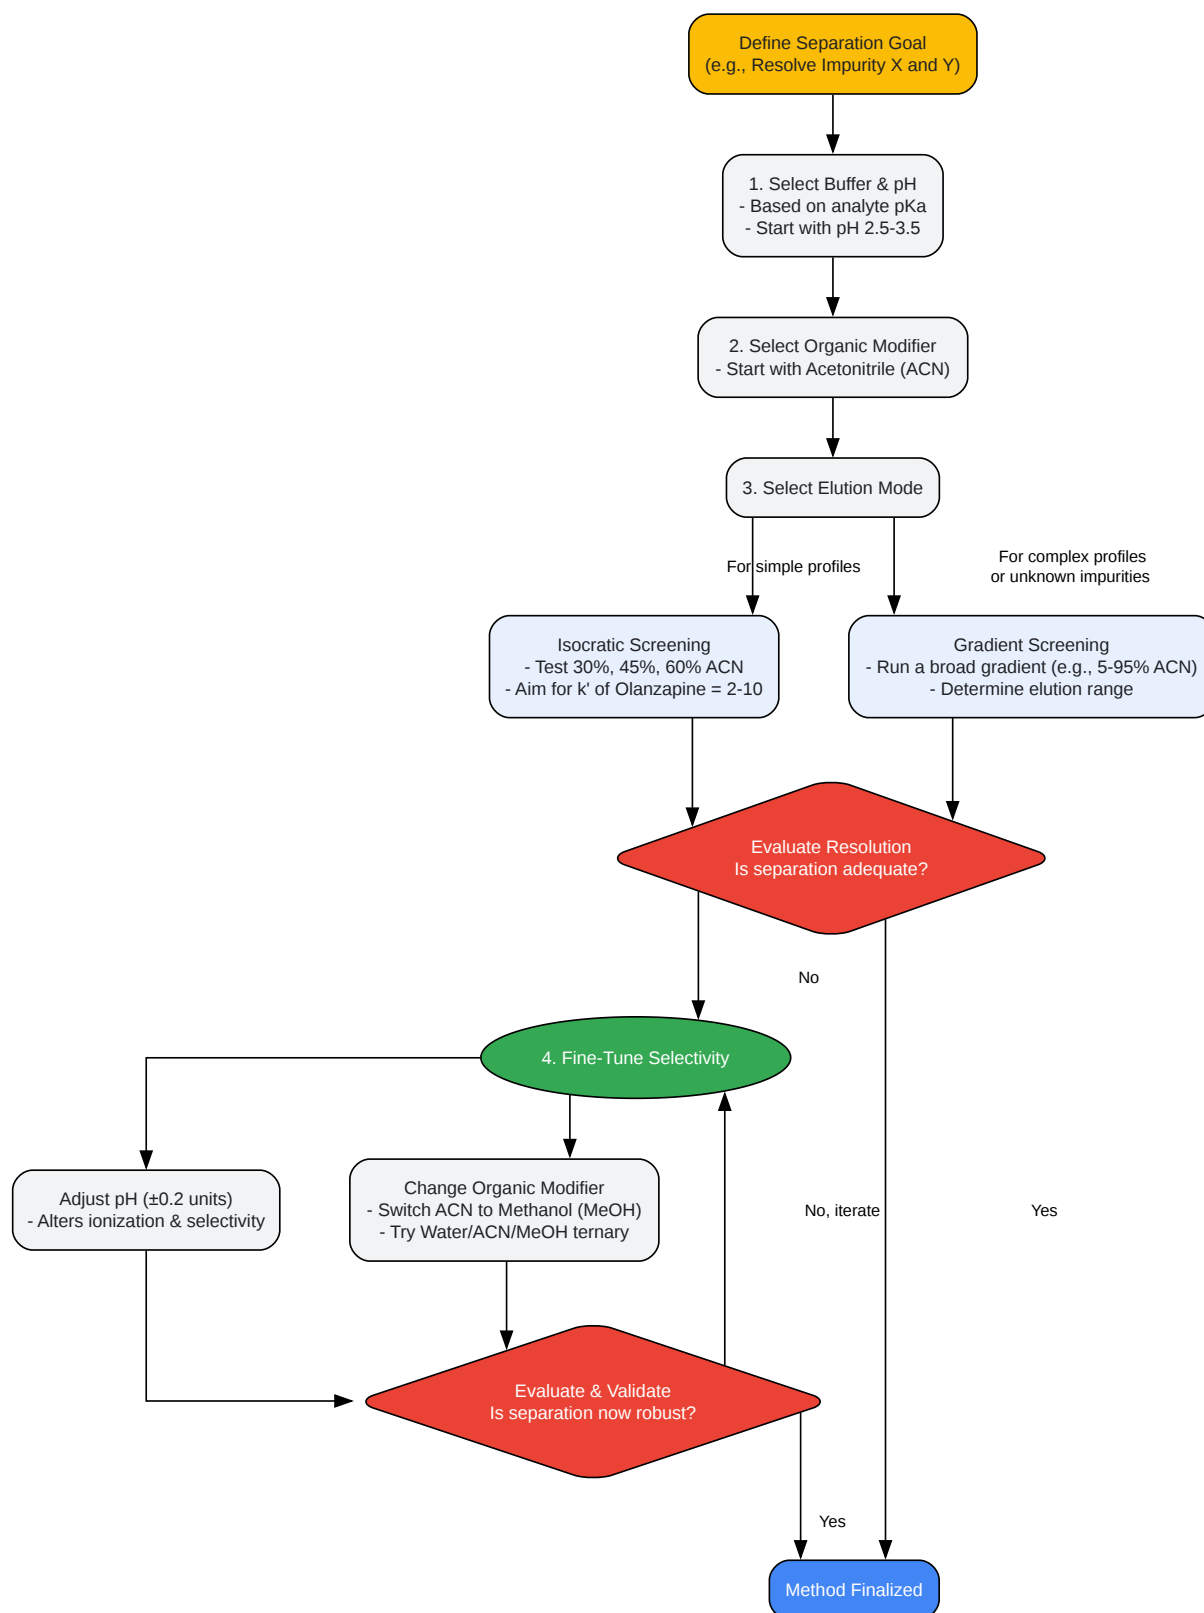 Define Separation Goal
(e.g., Resolve Impurity X and Y)
1. Select Buffer & pH
- Based on analyte pKa
- Start with pH 2.5-3.5
2. Select Organic Modifier
- Start with Acetonitrile (ACN)
3. Select Elution Mode
For simple profiles
For complex profiles
or unknown impurities
Isocratic Screening
- Test 30%, 45%, 60% ACN
- Aim for k' of Olanzapine = 2-10
Gradient Screening
- Run a broad gradient (e.g., 5-95% ACN)
- Determine elution range
Evaluate Resolution
Is separation adequate?
No
4. Fine-Tune Selectivity
Adjust pH (±0.2 units)
- Alters ionization & selectivity
Change Organic Modifier
- Switch ACN to Methanol (MeOH)
- Try Water/ACN/MeOH ternary
No, iterate
Yes
Evaluate & Validate
Is separation now robust?
Yes
Method Finalized